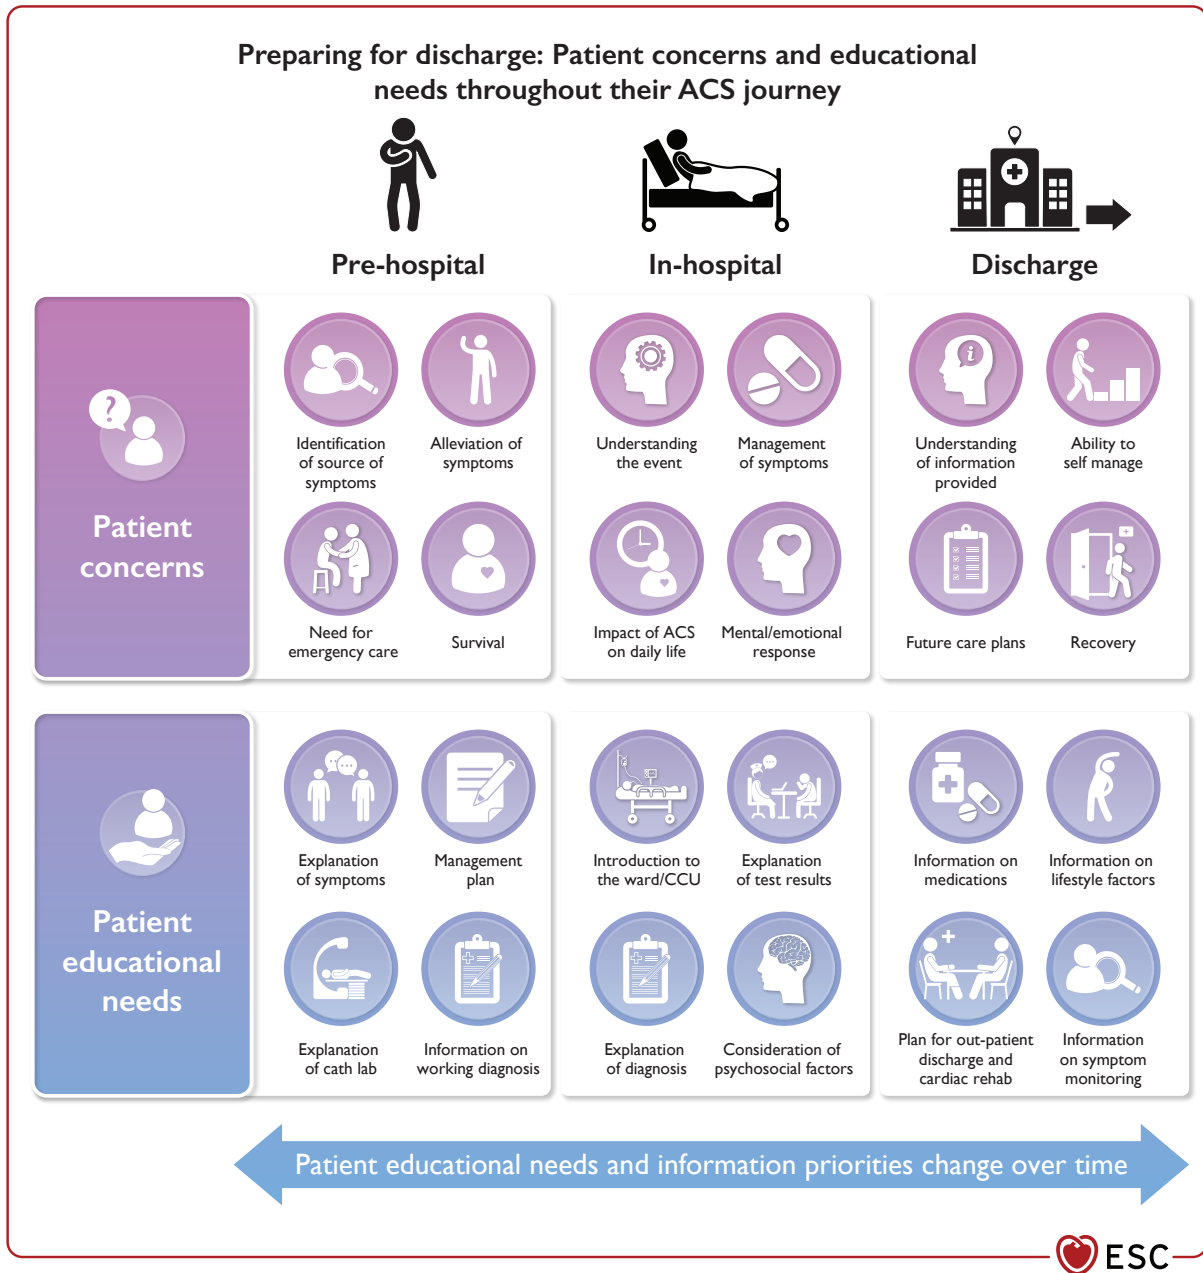 Preparing for discharge: Patient concerns and educational
needs throughout their ACS journey
Pre-hospital
In-hospital
Discharge
?
Patient
concerns
Identification
of source of
symptoms
Alleviation of
symptoms
Need for
emergency care
Survival
Understanding
the event
Management
of symptoms
Impact of ACS
on daily life
Mental/emotional
response
i
Understanding
of information
provided
Ability to
self manage
Future care plans
Recovery
Patient
educational
needs
Explanation
of symptoms
Management
plan
Explanation
of cath lab
Information on
working diagnosis
Introduction to
the ward/CCU
Explanation
of test results
Explanation
of diagnosis
Consideration of
psychosocial factors
Information on
medications
Information on
lifestyle factors
Plan for out-patient
discharge and
cardiac rehab
Information
on symptom
monitoring
Patient educational needs and information priorities change over time
ESC